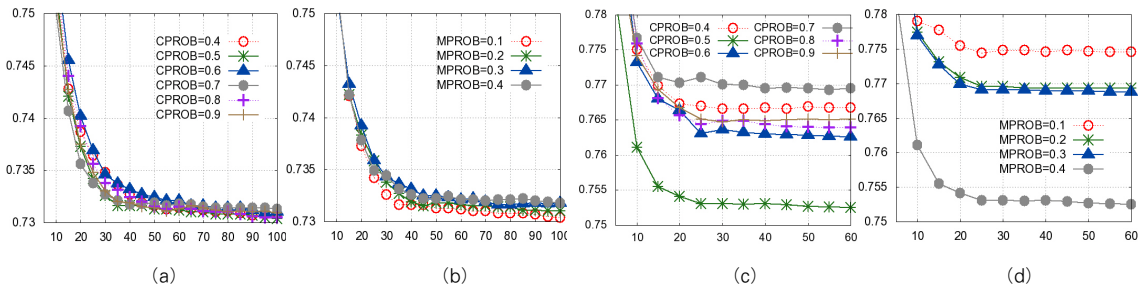 0.75
0.745
0.74
0.735
0.73
CPROB=0.4
CPROB=0.5
CPROB=0.6
CPROB=0.7
CPROB=0.8
CPROB=0.9
10 20 30 40 50 60 70 80 90 100
(a)
0.75
0.745
0.74
0.735
0.73
MPROB=0.1
MPROB=0.2
MPROB=0.3
MPROB=0.4
10 20 30 40 50 60 70 80 90 100
(b)
0.78
0.775
0.77
0.765
0.76
0.755
0.75
CPROB=0.4 CPROB=0.7
CPROB=0.5 CPROB=0.8
CPROB=0.6 CPROB=0.9
10 20 30 40 50 60
(c)
0.78
0.775
0.77
0.765
0.76
0.755
0.75
MPROB=0.1
MPROB=0.2
MPROB=0.3
MPROB=0.4
10 20 30 40 50 60
(d)